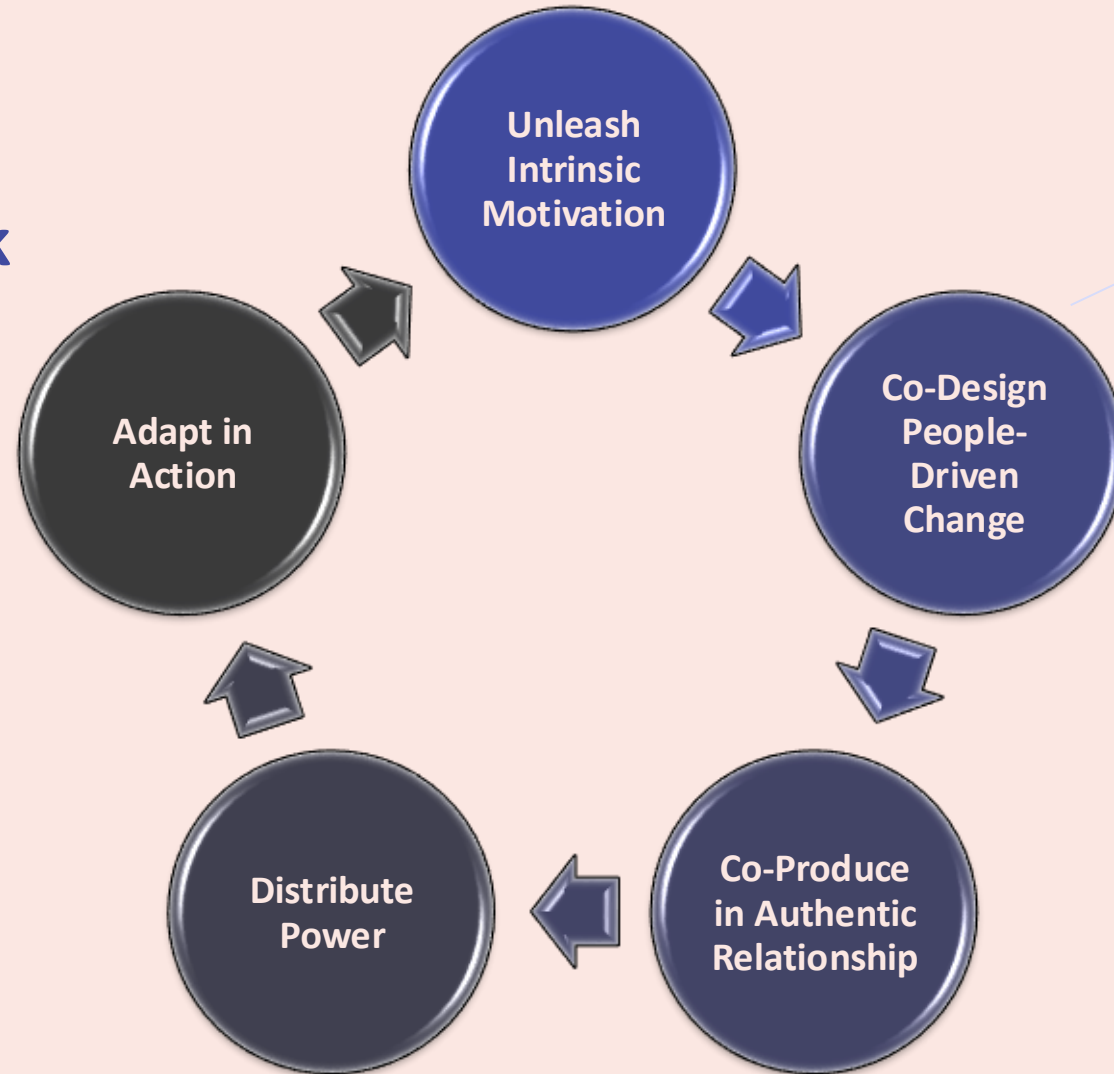 Unleash
Intrinsic
Motivation
Co-Design
People-
Driven
Change
Co-Produce
in Authentic
Relationship
Distribute
Power
Adapt in
Action